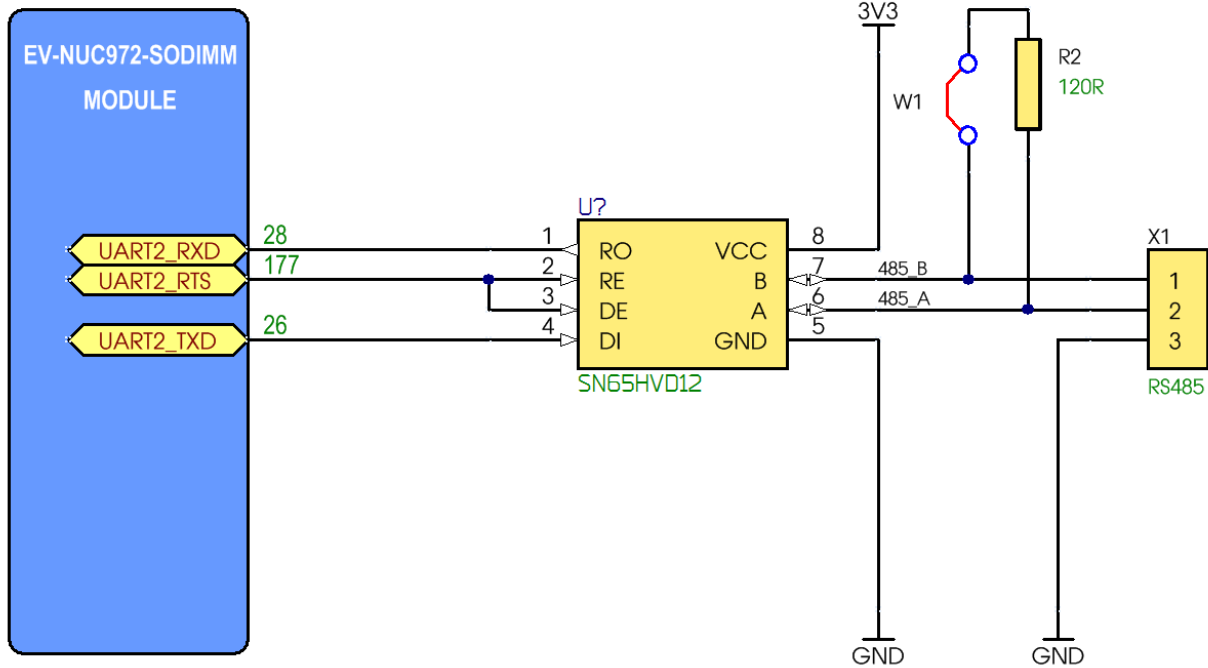 EV-NUC972-SODIMM
MODULE
3V3
W1
R2
120R
U?
UART2_RXD 28 1 RO VCC 8
X1
UART2_RTS 177 2 RE B 7 485_B 1
3 DE A 6 485_A 2
UART2_TXD 26 4 DI GND 5 3
SN65HVD12
RS485
GND
GND